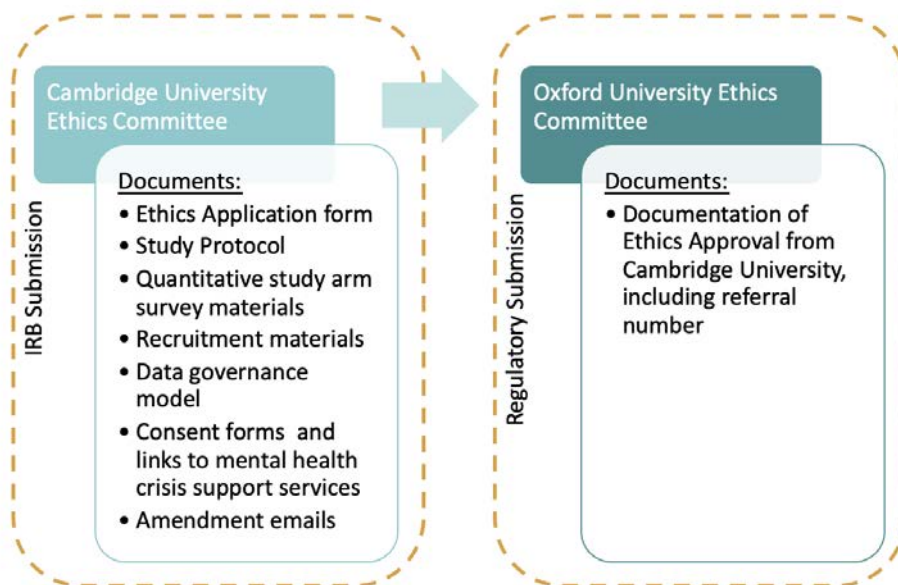 Cambridge University
Ethics Committee
Documents:
• Ethics Application form
• Study Protocol
• Quantitative study arm
survey materials
• Recruitment materials
• Data governance
model
• Consent forms and
links to mental health
crisis support services
• Amendment emails
IRB Submission
Oxford University Ethics
Committee
Documents:
• Documentation of
Ethics Approval from
Cambridge University,
including referral
number
Regulatory Submission